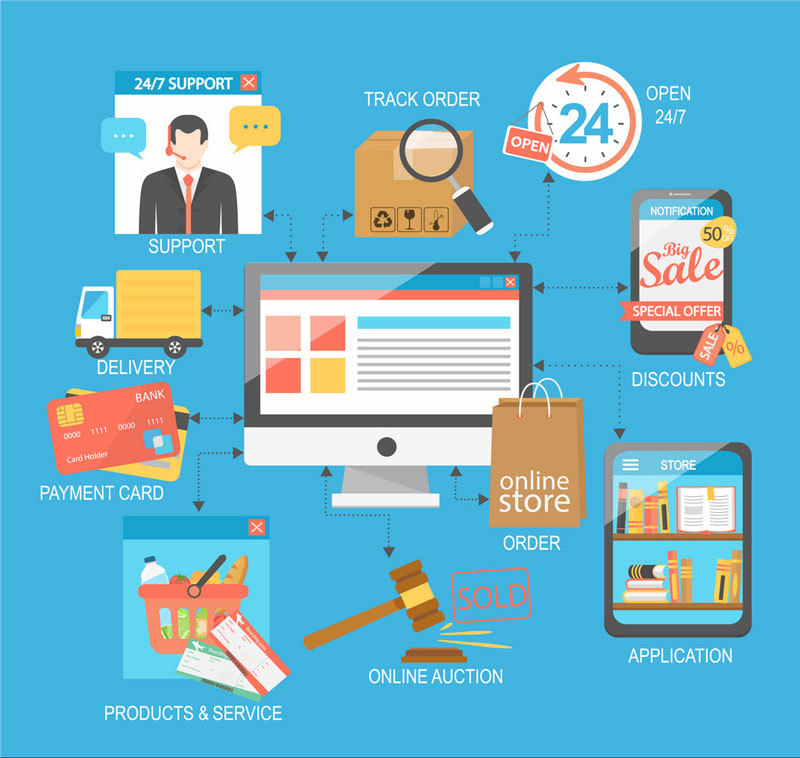 24/7 SUPPORT
SUPPORT
TRACK ORDER
24
OPEN
OPEN
24/7
NOTIFICATION
50%
Big
Sale
SPECIAL OFFER
SALE
%
DISCOUNTS
DELIVERY
BANK
0000 1111 0000 1111
Card Holder
PAYMENT CARD
online
store
ORDER
STORE
APPLICATION
SOLD
ONLINE AUCTION
PRODUCTS & SERVICE